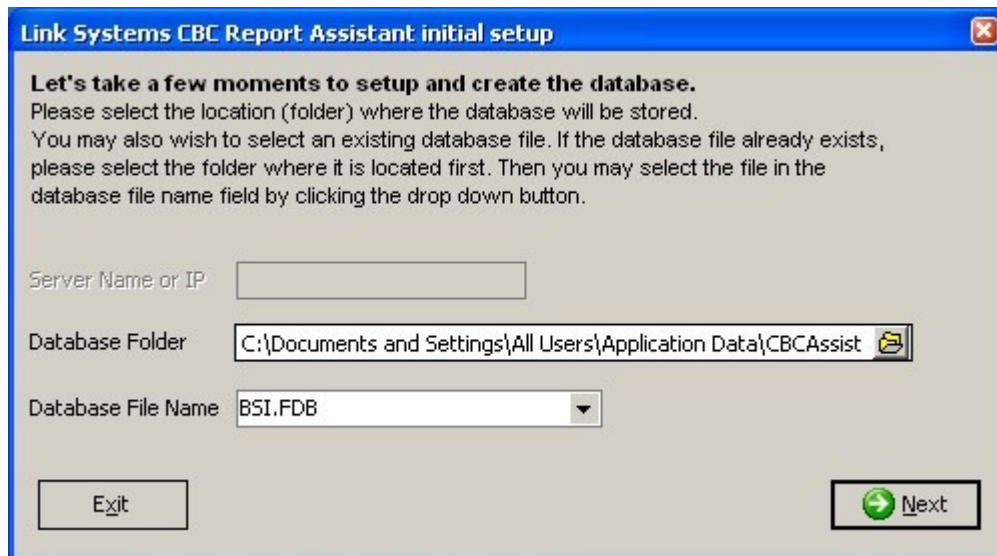 Link Systems CBC Report Assistant initial setup
Let's take a few moments to setup and create the database.
Please select the location (folder) where the database will be stored.
You may also wish to select an existing database file. If the database file already exists,
please select the folder where it is located first. Then you may select the file in the
database file name field by clicking the drop down button.
Server Name or IP
Database Folder C:\Documents and Settings\All Users\Application Data\CBCAssist
Database File Name BSI.FDB
Exit Next